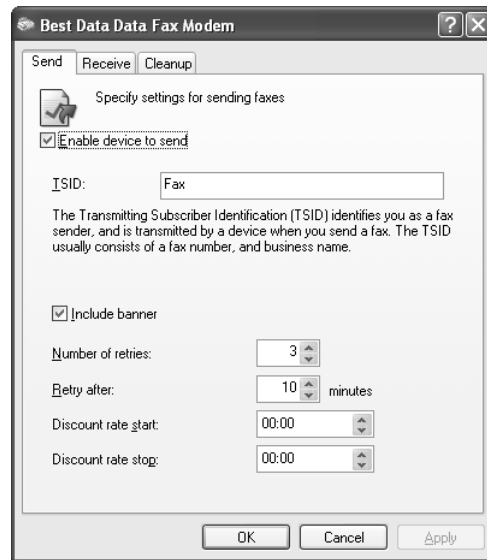 Best Data Data Fax Modem
Send Receive Cleanup
Specify settings for sending faxes
Enable device to send
TSID: Fax
The Transmitting Subscriber Identification (TSID) identifies you as a fax
sender, and is transmitted by a device when you send a fax. The TSID
usually consists of a fax number, and business name.
Include banner
Number of retries: 3
Retry after: 10 minutes
Discount rate start: 00:00
Discount rate stop: 00:00
OK Cancel Apply